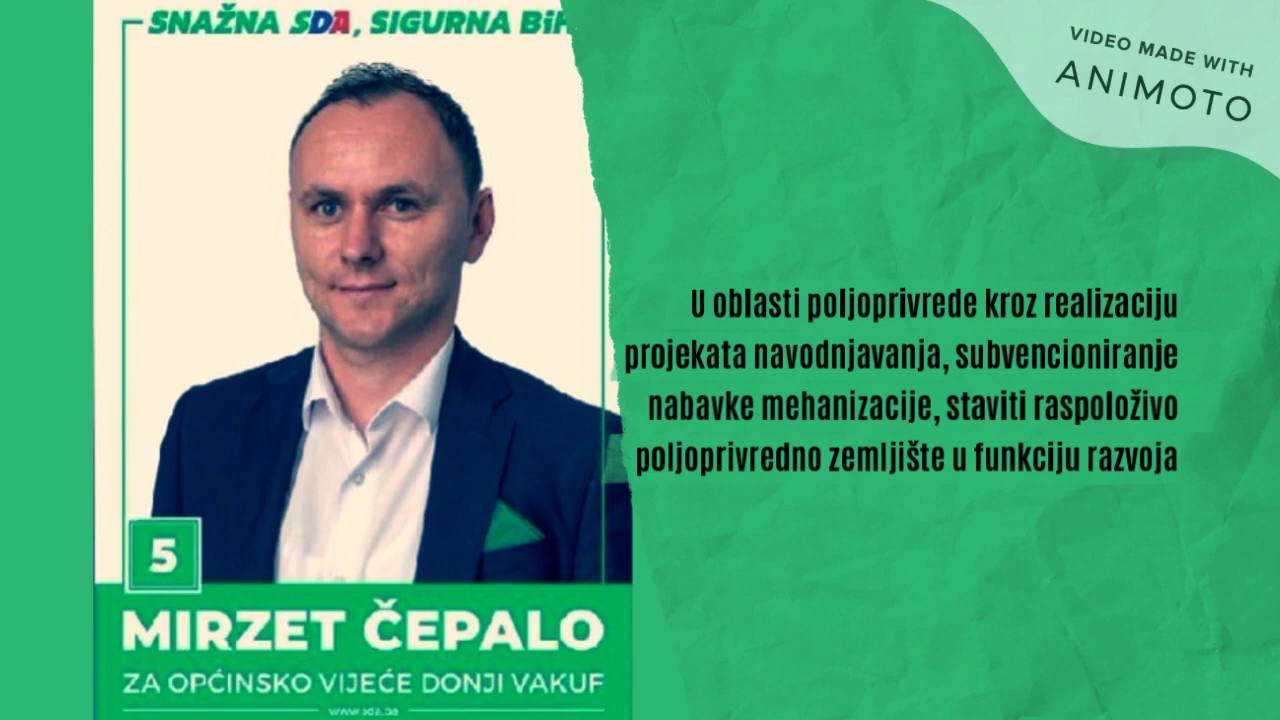 SNAŽNA SDA, SIGURNA BiH
5
MIRZET ČEPALO
ZA OPĆINSKO VIJEĆE DONJI VAKUF
www.sda.ba
U oblasti poljoprivrede kroz realizaciju
projekata navodnjavanja, subvencioniranje
nabavke mehanizacije, staviti raspoloživo
poljoprivredno zemljište u funkciju razvoja
VIDEO MADE WITH
ANIMOTO